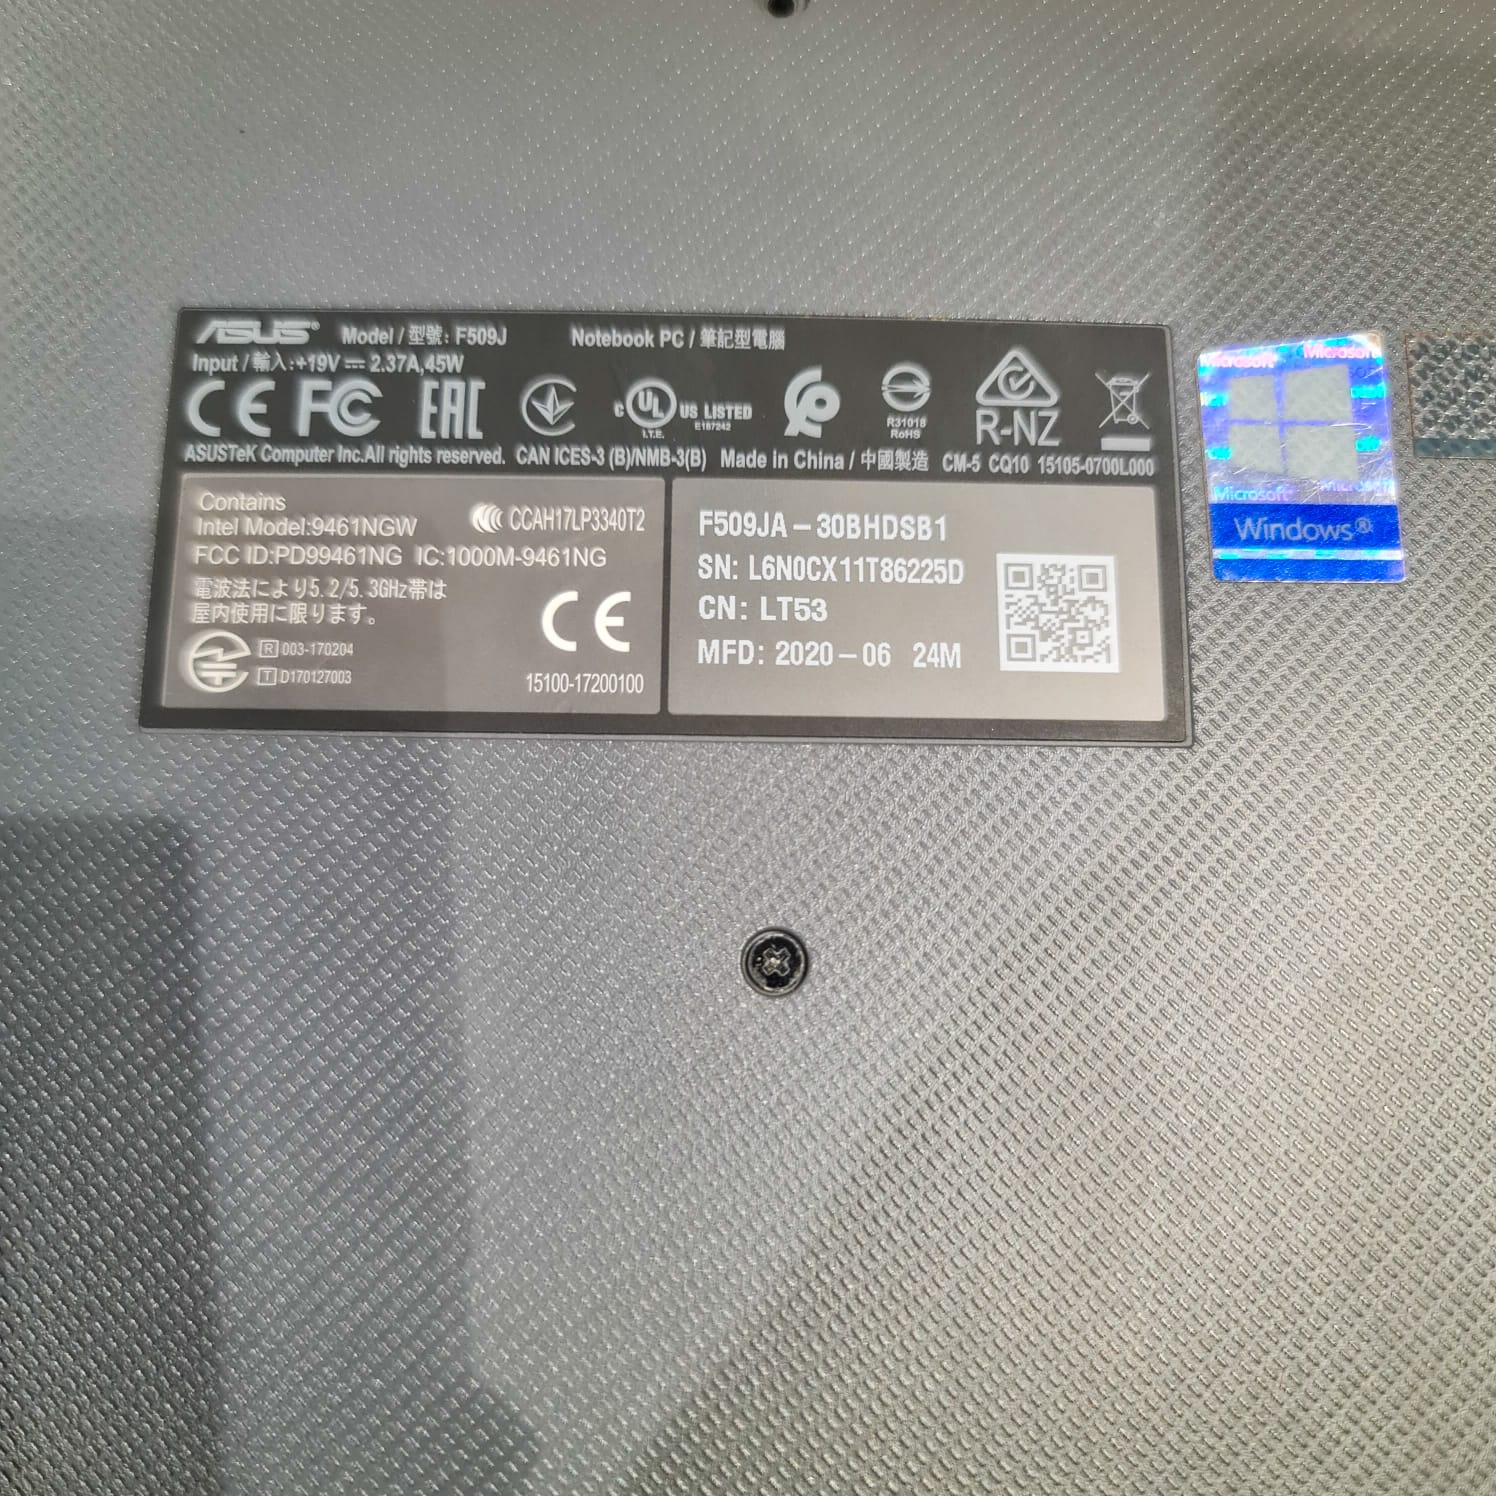 ASUS® Model / 型號: F509J Notebook PC / 筆記型電腦
Input / 輸入:+19V ⎓ 2.37A,45W
CE FC EAC c UL US LISTED
I.T.E. E187242
R31018
RoHS
R-NZ
ASUSTeK Computer Inc.All rights reserved. CAN ICES-3 (B)/NMB-3(B) Made in China / 中國製造 CM-5 CQ10 15105-0700L000
Contains
Intel Model:9461NGW CCAH17LP3340T2
FCC ID:PD99461NG IC:1000M-9461NG
電波法により5.2/5.3GHz帯は
屋内使用に限ります。
R 003-170204
T D170127003
CE
15100-17200100
F509JA-30BHDSB1
SN: L6N0CX11T86225D
CN: LT53
MFD: 2020-06 24M
Microsoft Microsoft
Microsoft Microsoft
Windows®